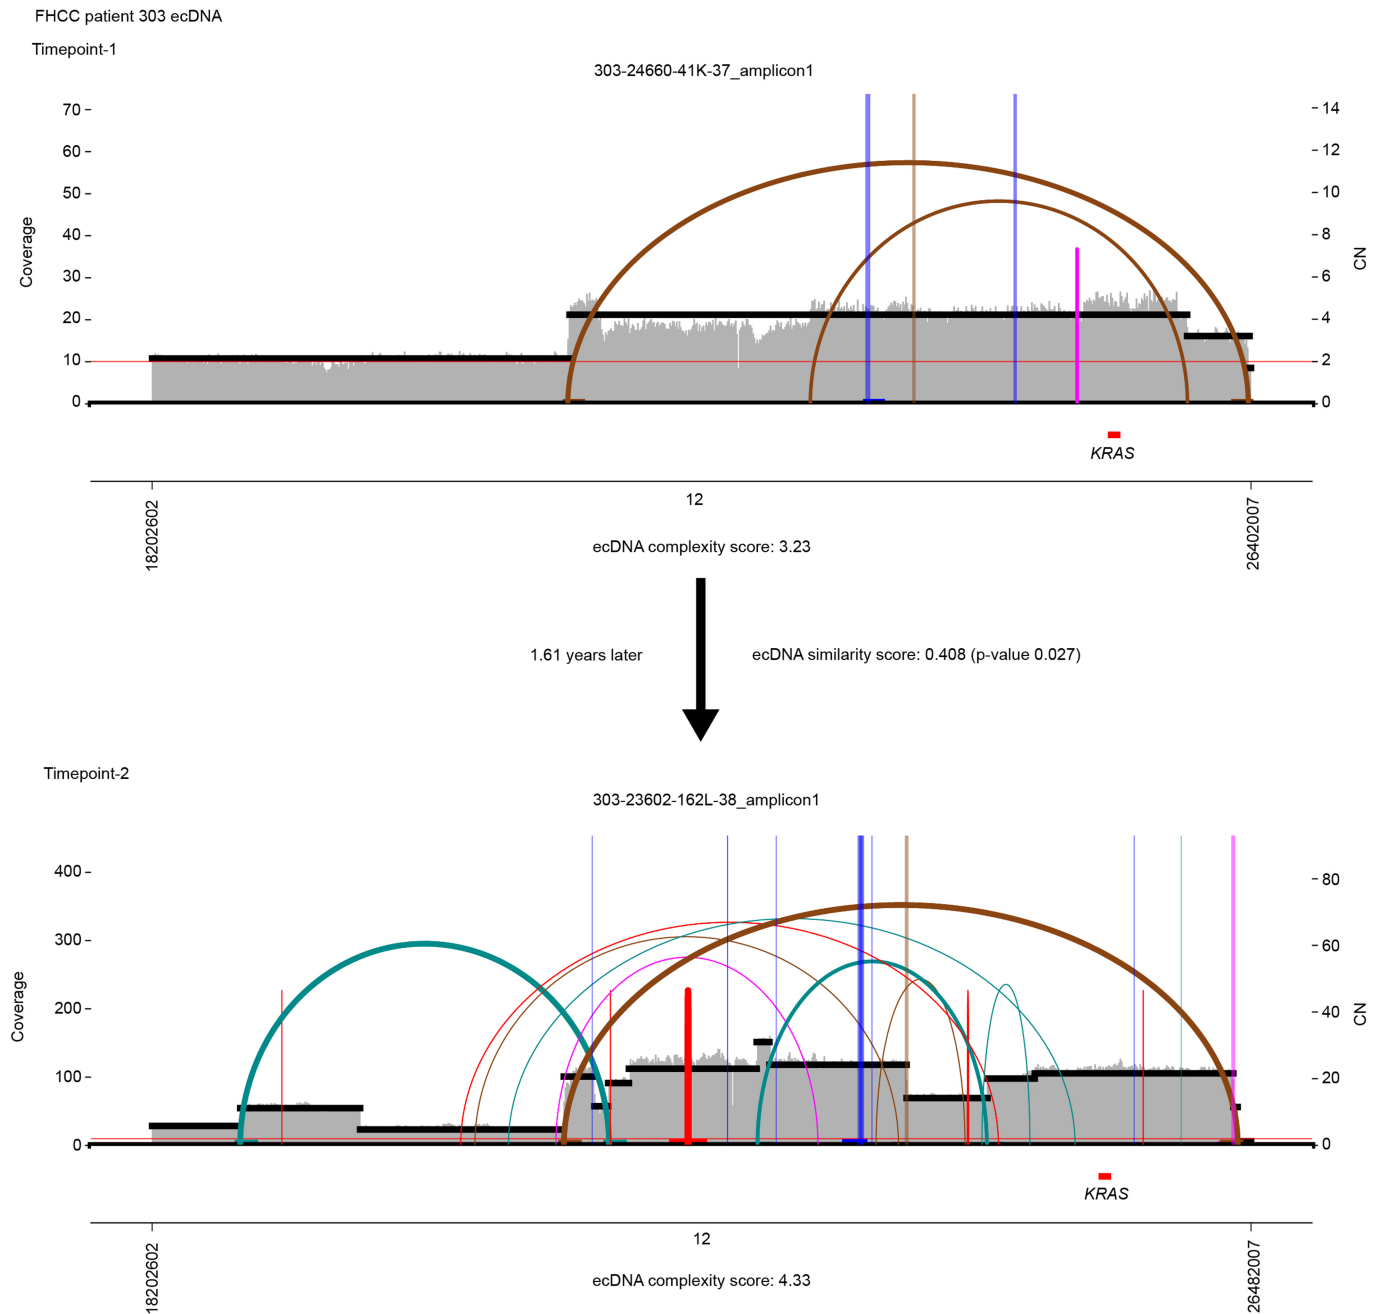 FHCC patient 303 ecDNA
Timepoint-1
303-24660-41K-37_amplicon1
70
60
50
40
30
20
10
0
Coverage
14
12
10
8
6
4
2
0
CN
KRAS
18202602
12
26402007
ecDNA complexity score: 3.23
1.61 years later
ecDNA similarity score: 0.408 (p-value 0.027)
Timepoint-2
303-23602-162L-38_amplicon1
400
300
200
100
0
Coverage
80
60
40
20
0
CN
KRAS
18202602
12
26482007
ecDNA complexity score: 4.33